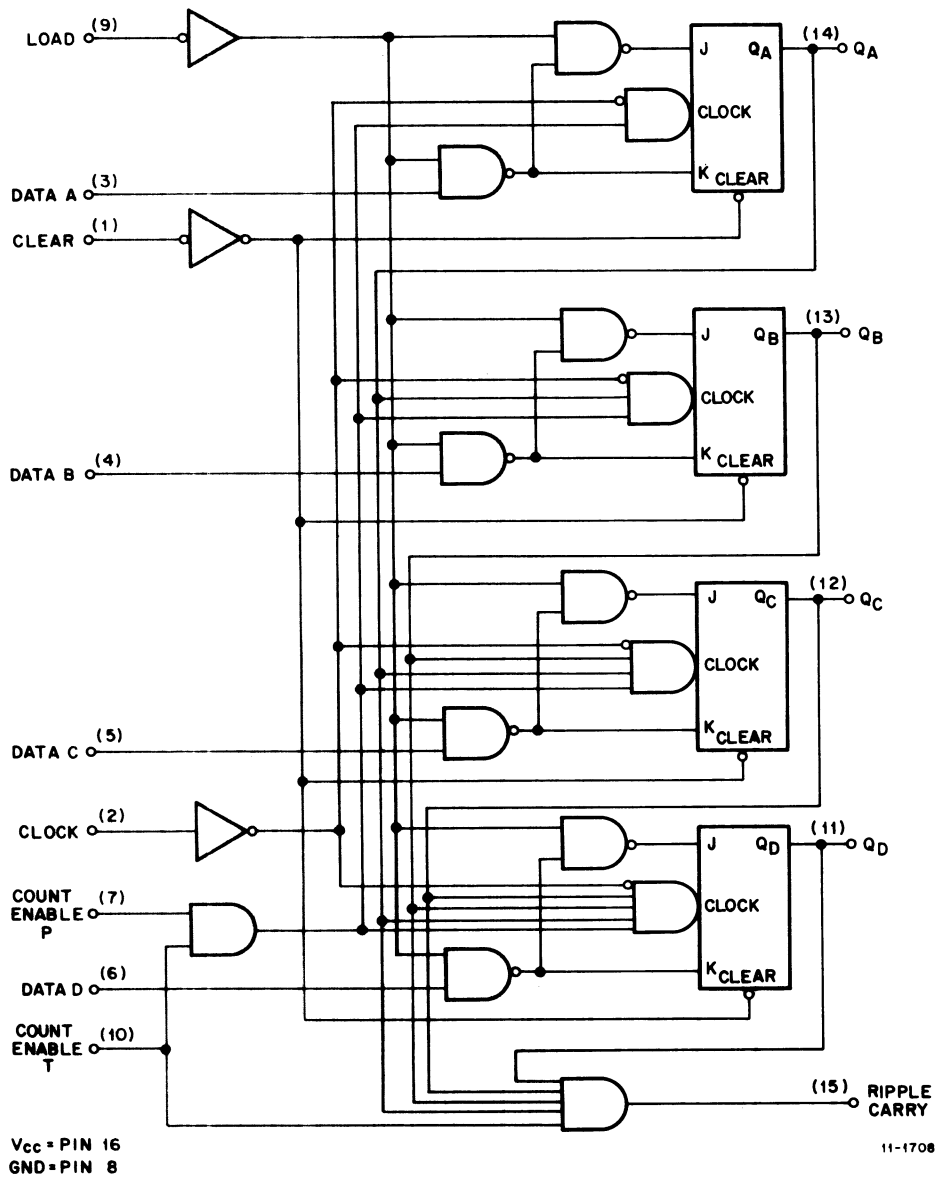 LOAD (9)
J QA (14) QA
CLOCK
K CLEAR
DATA A (3)
CLEAR (1)
J QB (13) QB
CLOCK
K CLEAR
DATA B (4)
J QC (12) QC
CLOCK
K CLEAR
DATA C (5)
CLOCK (2)
J QD (11) QD
COUNT
ENABLE (7)
P
CLOCK
K CLEAR
DATA D (6)
COUNT
ENABLE (10)
T
(15) RIPPLE
CARRY
VCC = PIN 16
GND = PIN 8
11-1708